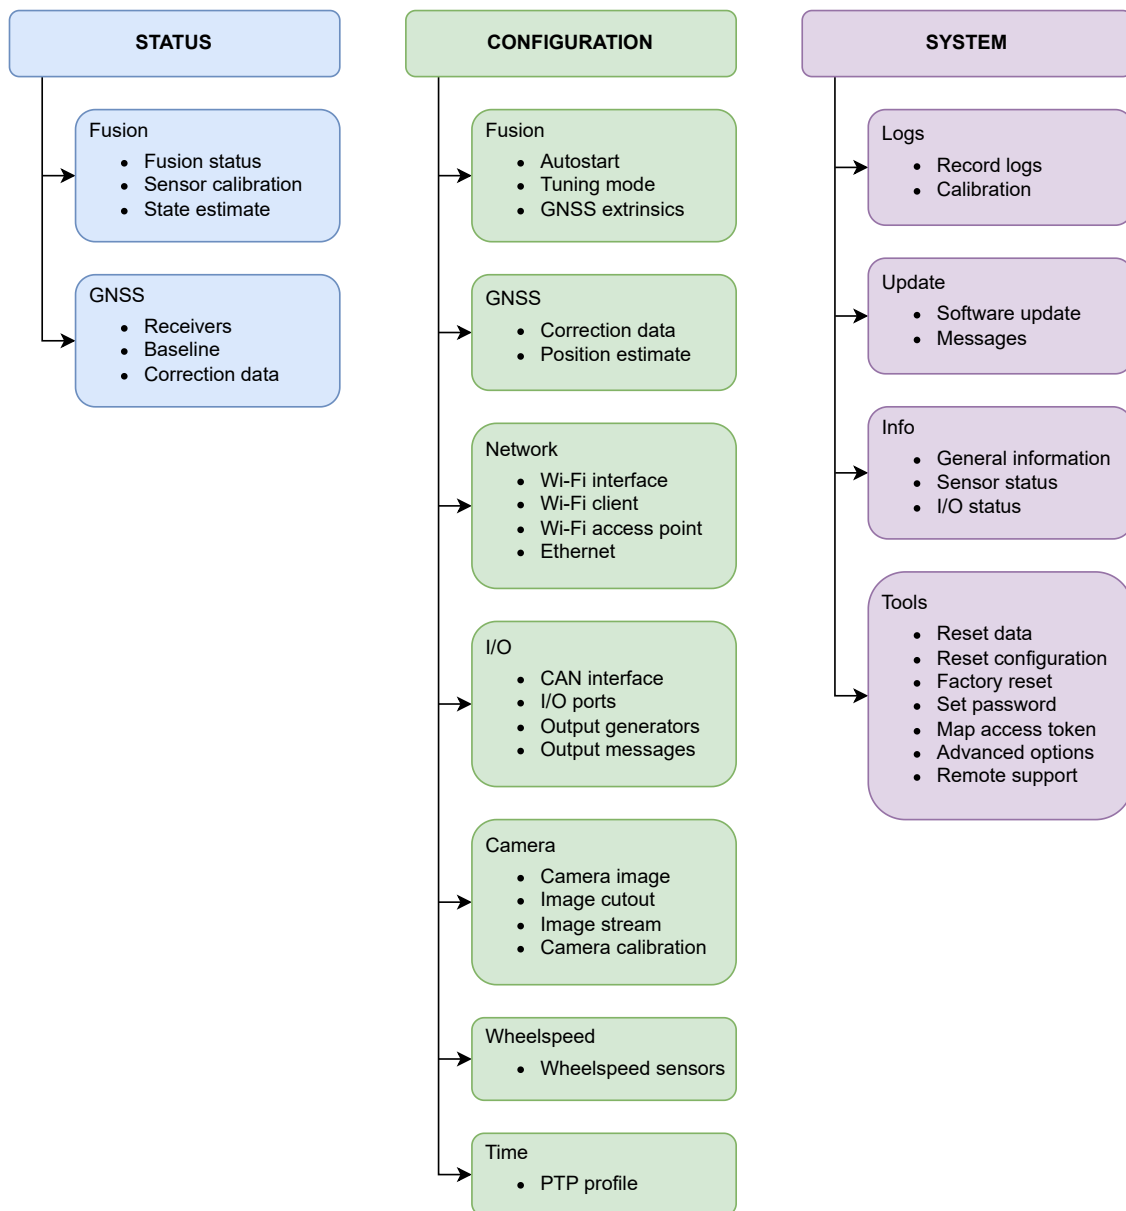 STATUS
Fusion
Fusion status
Sensor calibration
State estimate
GNSS
Receivers
Baseline
Correction data
CONFIGURATION
Fusion
Autostart
Tuning mode
GNSS extrinsics
GNSS
Correction data
Position estimate
Network
Wi-Fi interface
Wi-Fi client
Wi-Fi access point
Ethernet
I/O
CAN interface
I/O ports
Output generators
Output messages
Camera
Camera image
Image cutout
Image stream
Camera calibration
Wheelspeed
Wheelspeed sensors
Time
PTP profile
SYSTEM
Logs
Record logs
Calibration
Update
Software update
Messages
Info
General information
Sensor status
I/O status
Tools
Reset data
Reset configuration
Factory reset
Set password
Map access token
Advanced options
Remote support